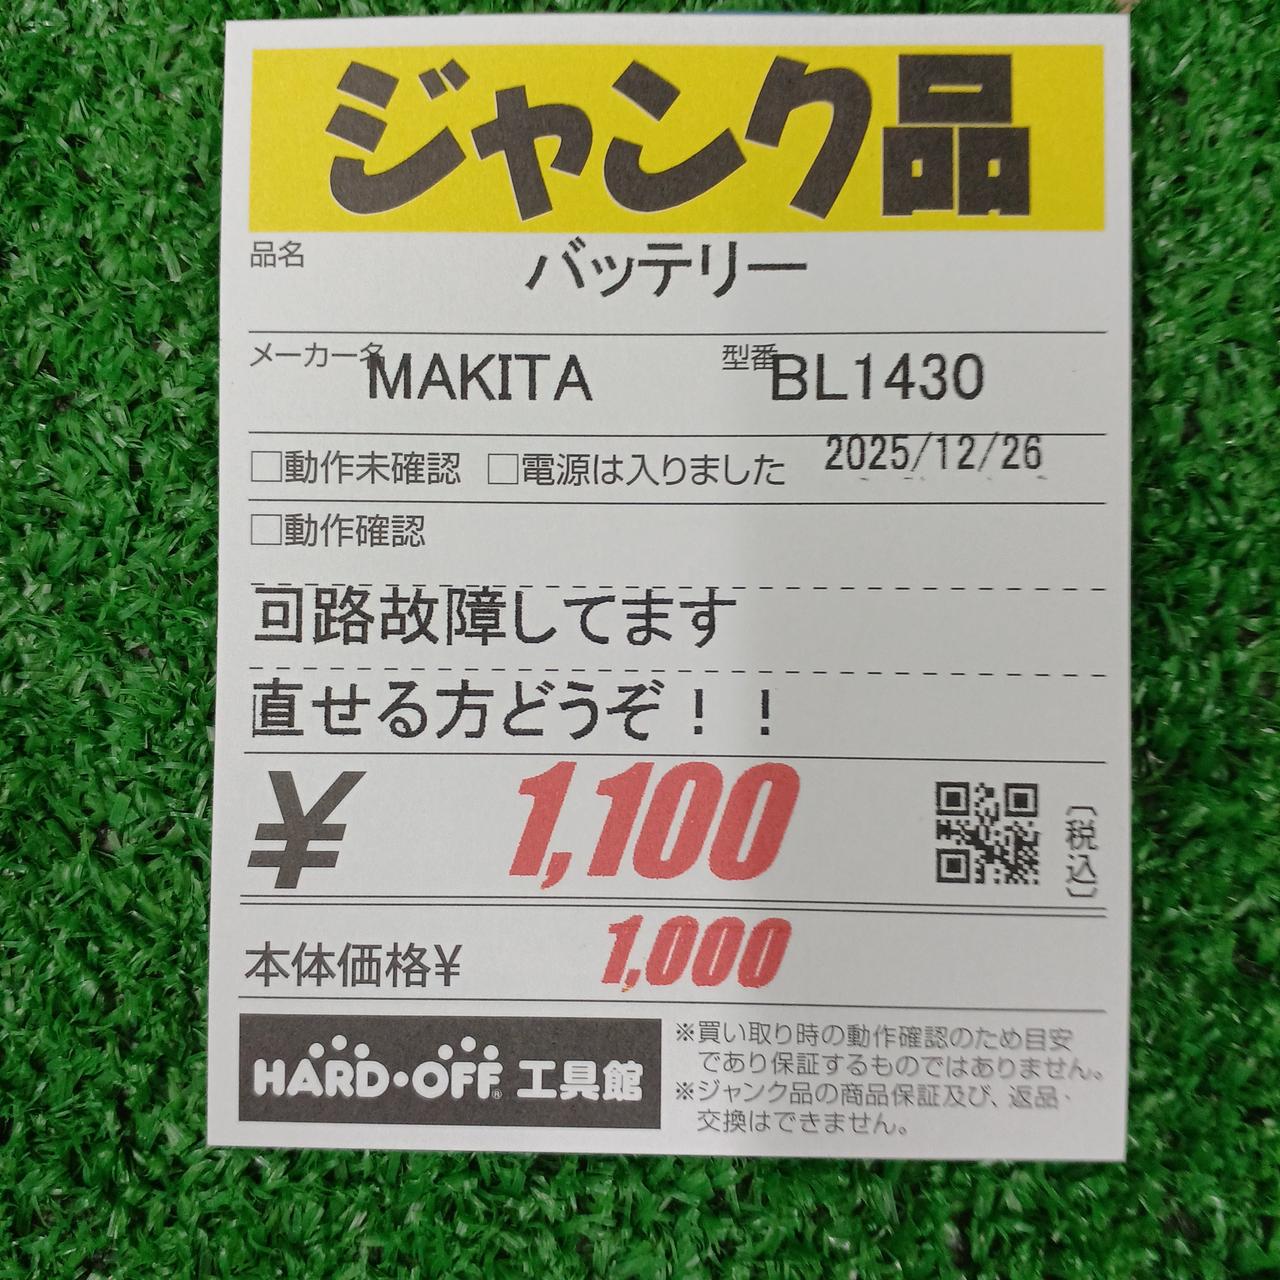 ジャンク品
品名 バッテリー
メーカー名 MAKITA 型番 BL1430
□動作未確認 □電源は入りました 2025/12/26
□動作確認
回路故障してます
直せる方どうぞ！！
¥ 1,100 〔税込〕
本体価格¥ 1,000
HARD・OFF® 工具館
※買い取り時の動作確認のため目安
であり保証するものではありません。
※ジャンク品の商品保証及び、返品・
交換はできません。